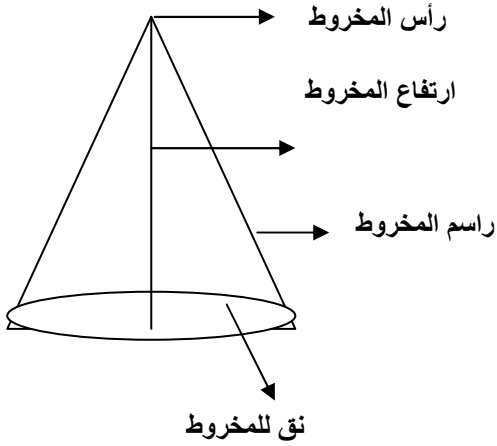 رأس المخروط
ارتفاع المخروط
راسم المخروط
نق للمخروط